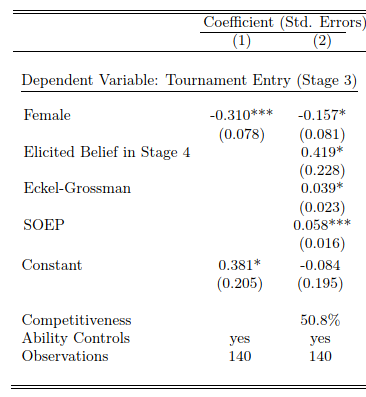 Coefficient (Std. Errors)
(1) (2)
Dependent Variable: Tournament Entry (Stage 3)
Female -0.310*** -0.157*
(0.078) (0.081)
Elicited Belief in Stage 4 0.419*
(0.228)
Eckel-Grossman 0.039*
(0.023)
SOEP 0.058***
(0.016)
Constant 0.381* -0.084
(0.205) (0.195)
Competitiveness 50.8%
Ability Controls yes yes
Observations 140 140